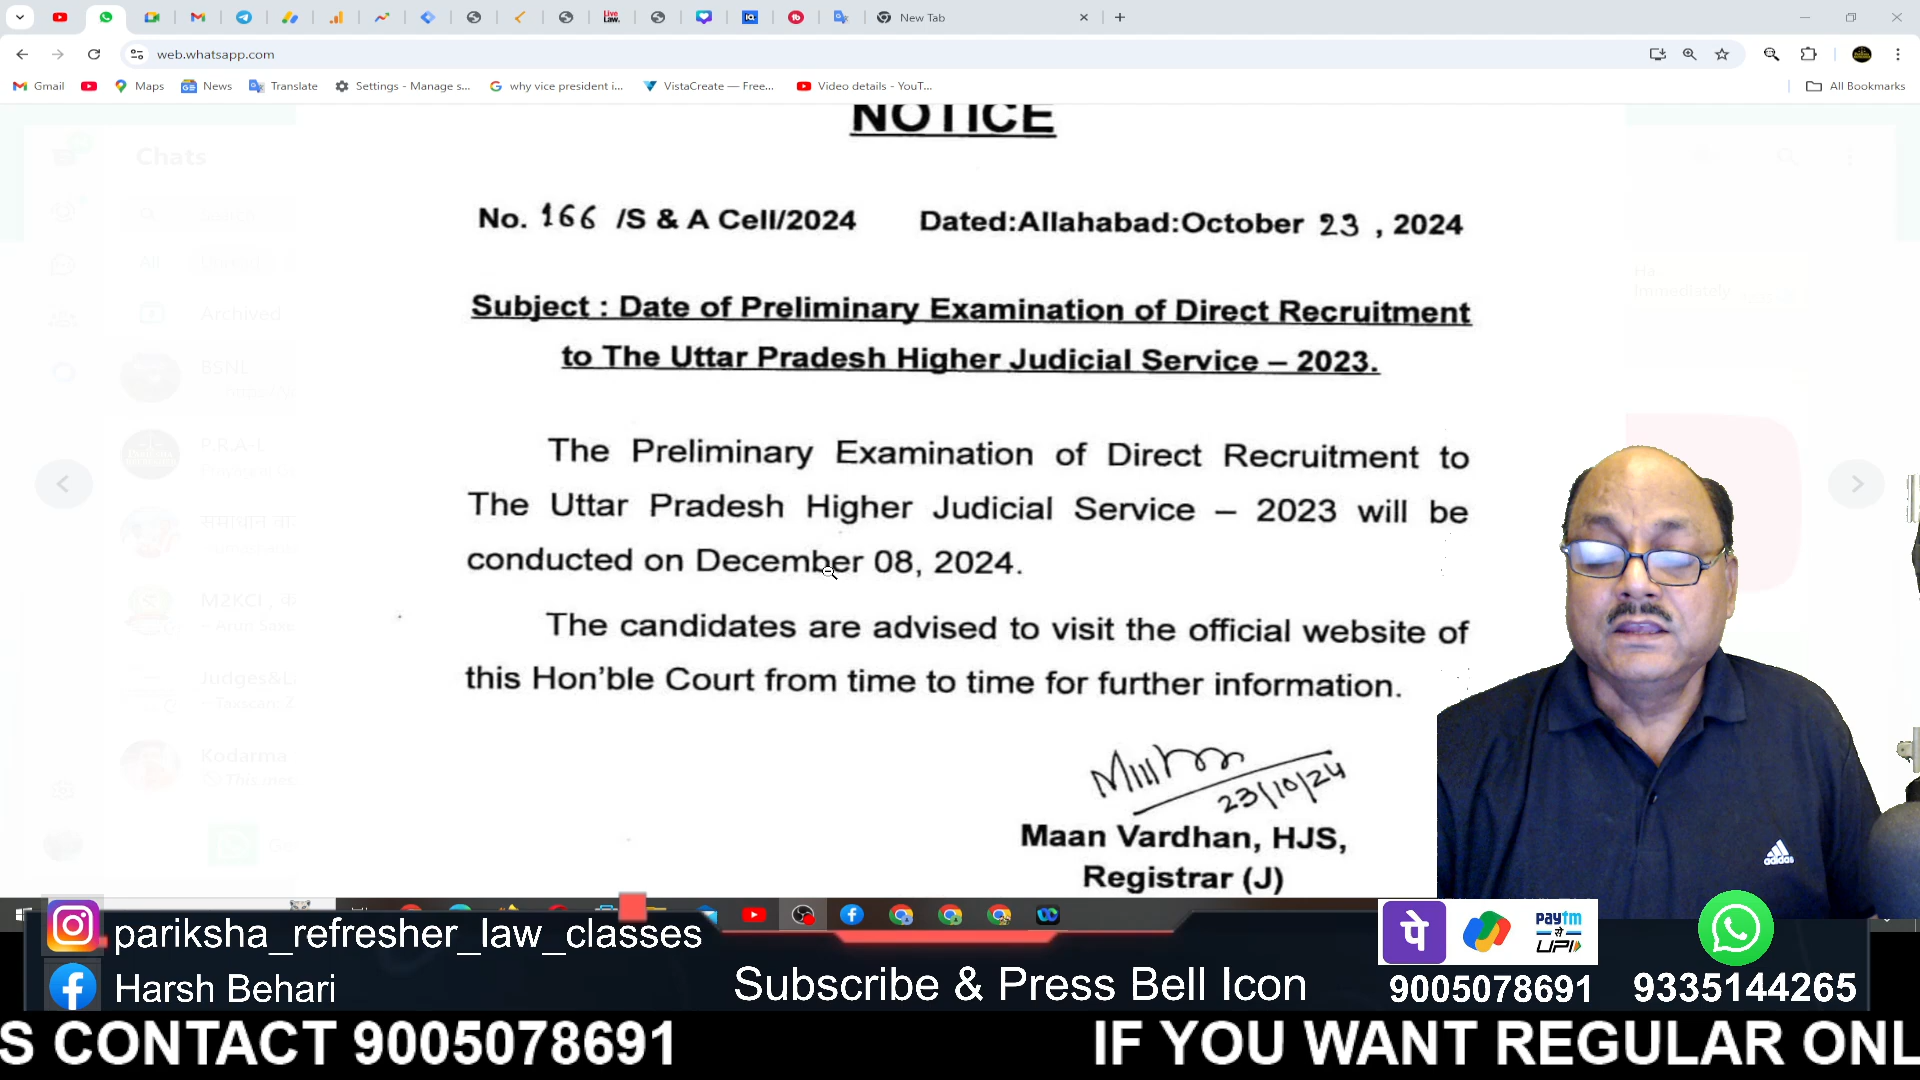 New Tab
web.whatsapp.com
Gmail
Maps
News
Translate
Settings - Manage s...
why vice president i...
VistaCreate — Free...
Video details - YouT...
All Bookmarks
NOTICE
Chats
No. 166 /S & A Cell/2024 Dated:Allahabad:October 23 , 2024
Subject : Date of Preliminary Examination of Direct Recruitment
to The Uttar Pradesh Higher Judicial Service – 2023.
Archived
BSNL
P.R.A-L
The Preliminary Examination of Direct Recruitment to
The Uttar Pradesh Higher Judicial Service – 2023 will be
conducted on December 08, 2024.
M2KCI
The candidates are advised to visit the official website of
this Hon'ble Court from time to time for further information.
Kodarma
23/10/24
Maan Vardhan, HJS,
Registrar (J)
adidas
pariksha_refresher_law_classes
Harsh Behari
Subscribe & Press Bell Icon
पे
paytm
से
UPI
9005078691
9335144265
S CONTACT 9005078691
IF YOU WANT REGULAR ONL